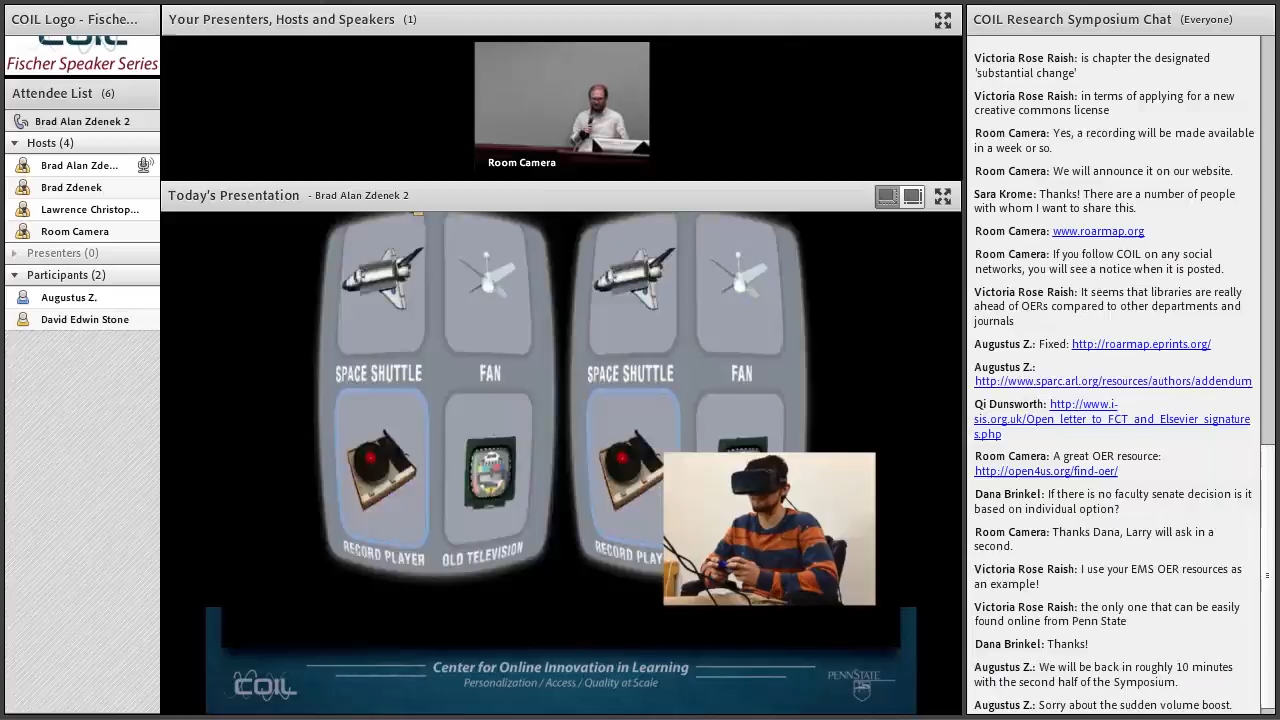 COIL Logo - Fische...
COIL
Fischer Speaker Series
Attendee List (6)
Brad Alan Zdenek 2
Hosts (4)
Brad Alan Zde...
Brad Zdenek
Lawrence Christop...
Room Camera
Presenters (0)
Participants (2)
Augustus Z.
David Edwin Stone
Your Presenters, Hosts and Speakers (1)
Room Camera
Today's Presentation - Brad Alan Zdenek 2
SPACE SHUTTLE FAN SPACE SHUTTLE FAN
RECORD PLAYER OLD TELEVISION RECORD PLAY
Center for Online Innovation in Learning
Personalization / Access / Quality at Scale
COIL
PENNSTATE
COIL Research Symposium Chat (Everyone)
Victoria Rose Raish: is chapter the designated
'substantial change'
Victoria Rose Raish: in terms of applying for a new
creative commons license
Room Camera: Yes, a recording will be made available
in a week or so.
Room Camera: We will announce it on our website.
Sara Krome: Thanks! There are a number of people
with whom I want to share this.
Room Camera: www.roarmap.org
Room Camera: If you follow COIL on any social
networks, you will see a notice when it is posted.
Victoria Rose Raish: It seems that libraries are really
ahead of OERs compared to other departments and
journals
Augustus Z.: Fixed: http://roarmap.eprints.org/
Augustus Z.:
http://www.sparc.arl.org/resources/authors/addendum
Qi Dunsworth: http://www.i-
sis.org.uk/Open_letter_to_FCT_and_Elsevier_signature
s.php
Room Camera: A great OER resource:
http://open4us.org/find-oer/
Dana Brinkel: If there is no faculty senate decision is it
based on individual option?
Room Camera: Thanks Dana, Larry will ask in a
second.
Victoria Rose Raish: I use your EMS OER resources as
an example!
Victoria Rose Raish: the only one that can be easily
found online from Penn State
Dana Brinkel: Thanks!
Augustus Z.: We will be back in roughly 10 minutes
with the second half of the Symposium.
Augustus Z.: Sorry about the sudden volume boost.